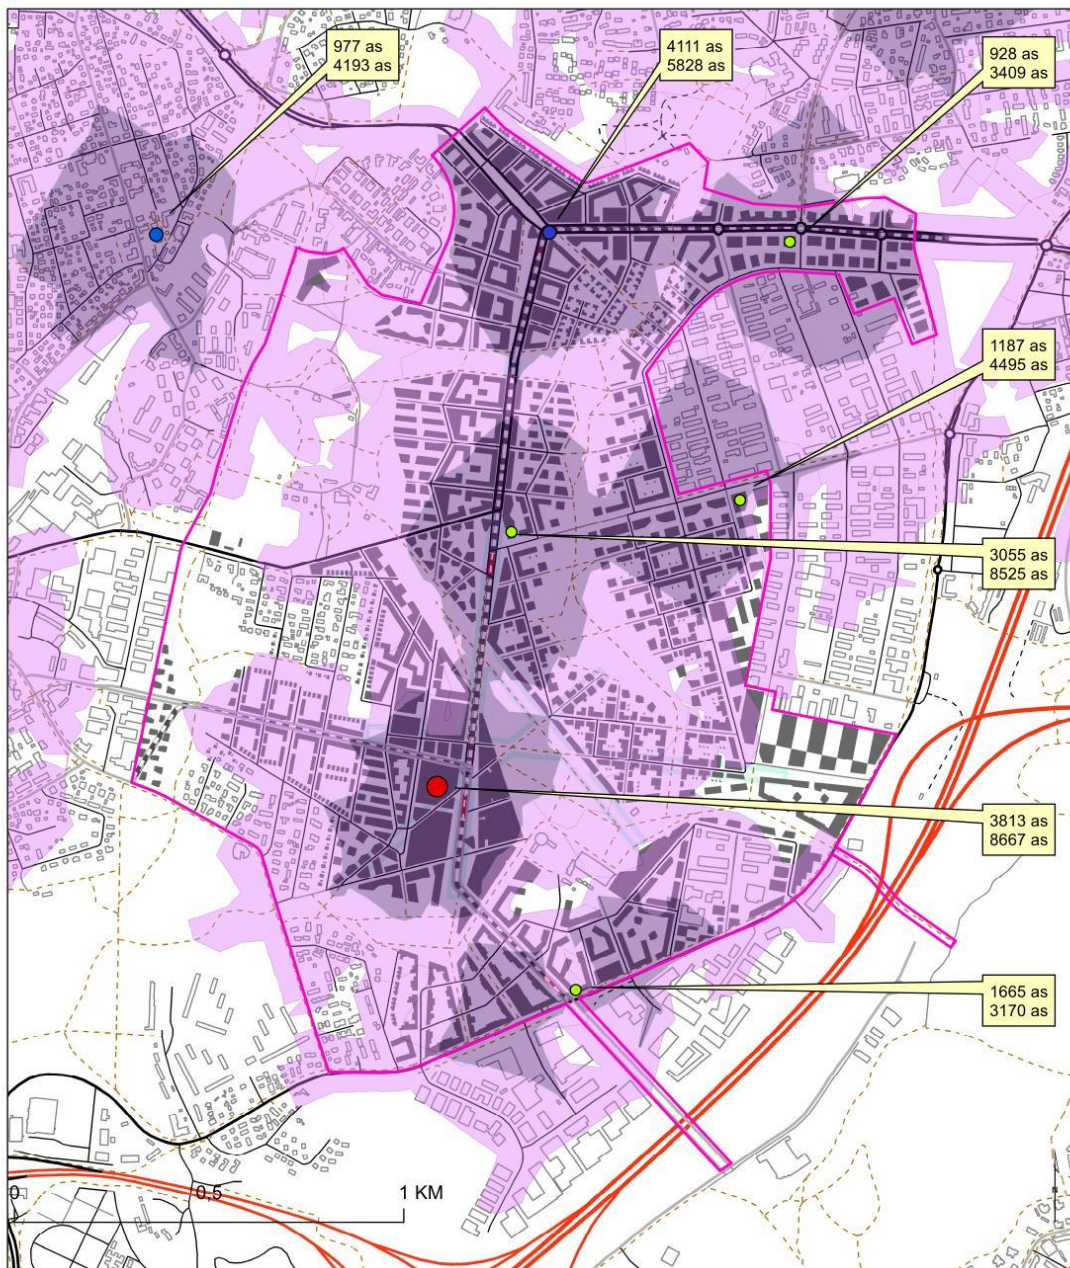 977 as
4193 as
4111 as
5828 as
928 as
3409 as
1187 as
4495 as
3055 as
8525 as
3813 as
8667 as
1665 as
3170 as
0 0,5 1 KM